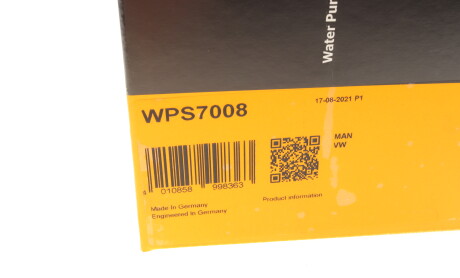 Water Pu
17-06-2021 P1
WPS7008
MAN
VW
4 010858 998363
Product information
Made In Germany
Engineered In Germany